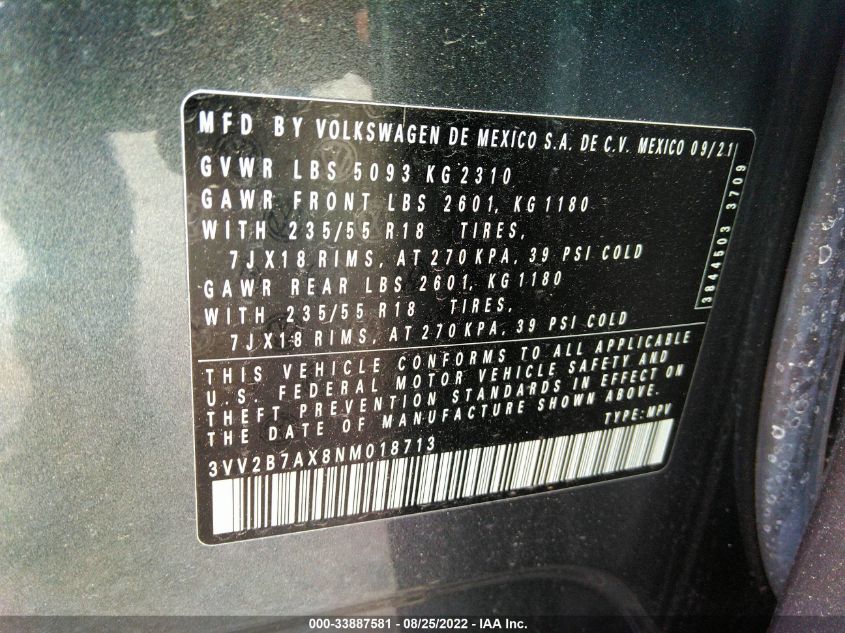 MFD BY VOLKSWAGEN DE MEXICO S.A. DE C.V. MEXICO 09/21
GVWR LBS 5093 KG 2310
GAWR FRONT LBS 2601, KG 1180
WITH 235/55 R18 TIRES,
7JX18 RIMS, AT 270 KPA, 39 PSI COLD
GAWR REAR LBS 2601, KG 1180
WITH 235/55 R18 TIRES,
7JX18 RIMS, AT 270 KPA, 39 PSI COLD
3844503 3709
THIS VEHICLE CONFORMS TO ALL APPLICABLE
U.S. FEDERAL MOTOR VEHICLE SAFETY AND
THEFT PREVENTION STANDARDS IN EFFECT ON
THE DATE OF MANUFACTURE SHOWN ABOVE.
TYPE: MPV
3VV2B7AX8NM018713
000-33887581 - 08/25/2022 - IAA Inc.